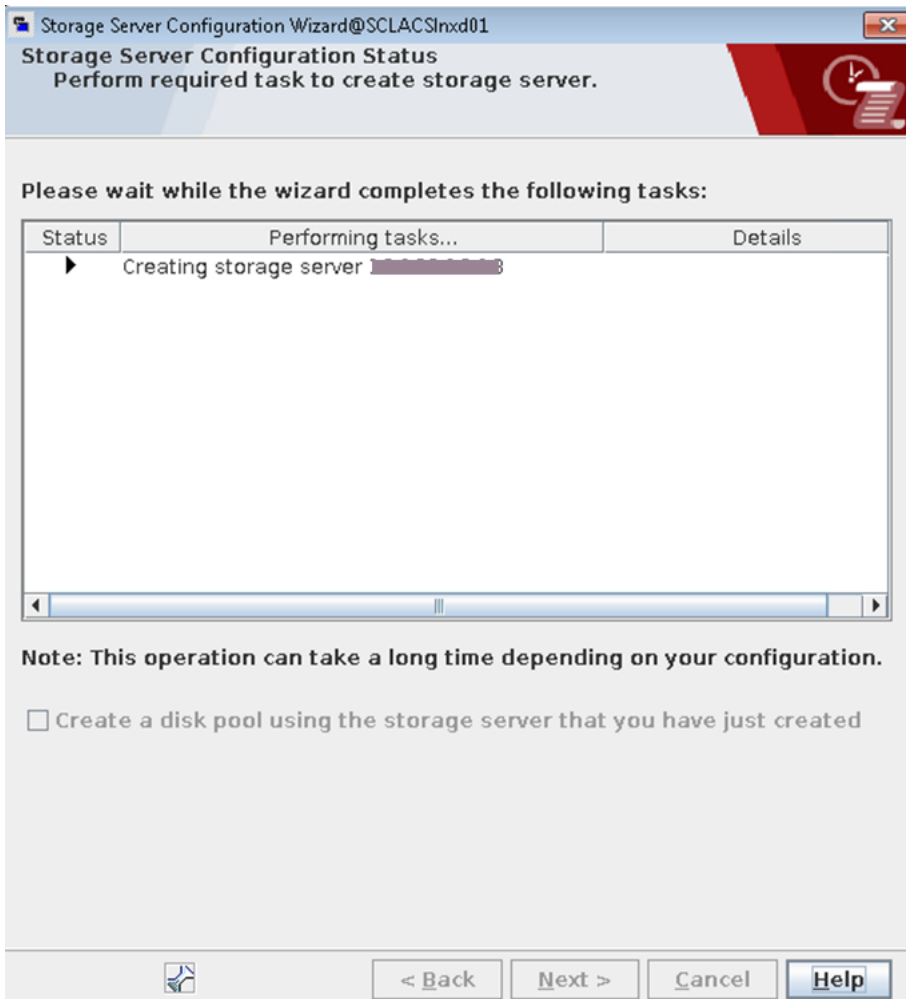 Storage Server Configuration Wizard@SCLACSlnxd01
Storage Server Configuration Status
Perform required task to create storage server.
Please wait while the wizard completes the following tasks:
Status Performing tasks... Details
Creating storage server
Note: This operation can take a long time depending on your configuration.
Create a disk pool using the storage server that you have just created
< Back Next > Cancel Help